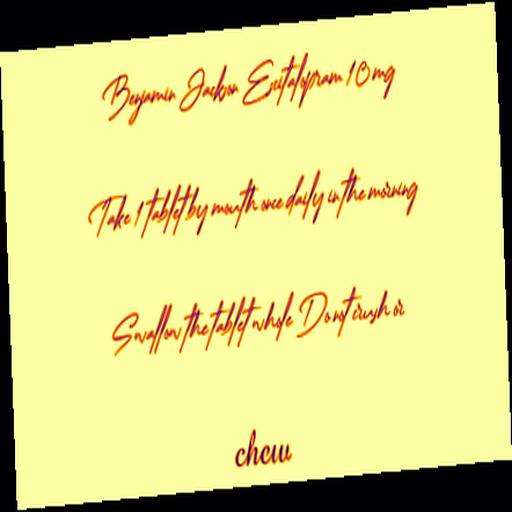 Benjamin Jackson Escitalopram 10 mg
Take 1 tablet by mouth once daily in the morning
Swallow the tablet whole Do not crush or
chew